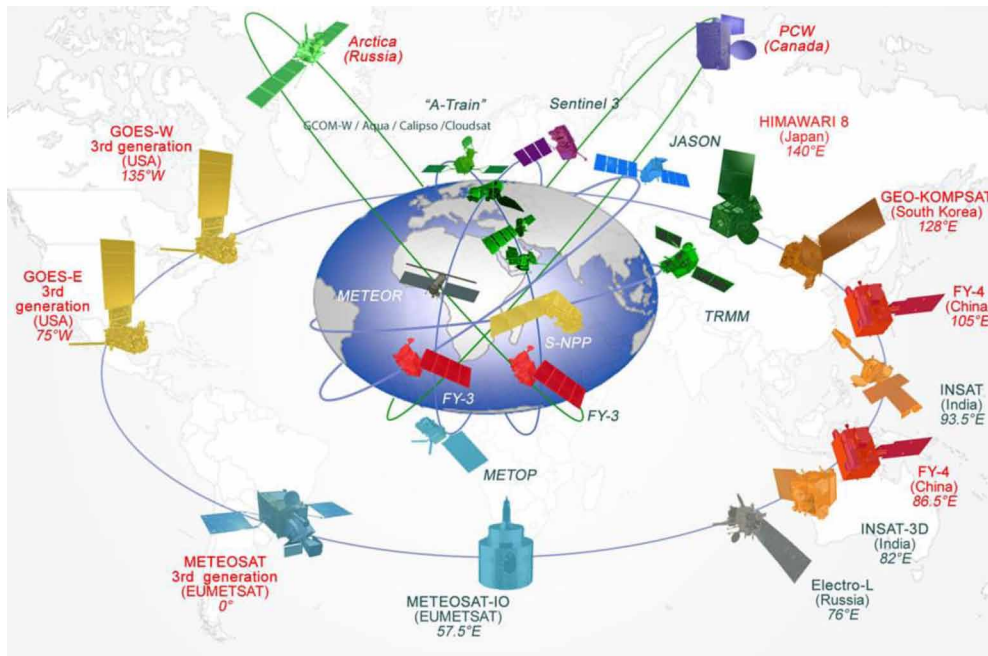 Arctica
(Russia)
PCW
(Canada)
"A-Train"
GCOM-W / Aqua / Calipso /Cloudsat
Sentinel 3
JASON
HIMAWARI 8
(Japan)
140°E
GOES-W
3rd generation
(USA)
135°W
GEO-KOMPSAT
(South Korea)
128°E
GOES-E
3rd
generation
(USA)
75°W
METEOR
TRMM
FY-4
(China)
105°E
S-NPP
FY-3
FY-3
INSAT
(India)
93.5°E
METOP
FY-4
(China)
86.5°E
METEOSAT
3rd generation
(EUMETSAT)
0°
METEOSAT-IO
(EUMETSAT)
57.5°E
INSAT-3D
(India)
82°E
Electro-L
(Russia)
76°E